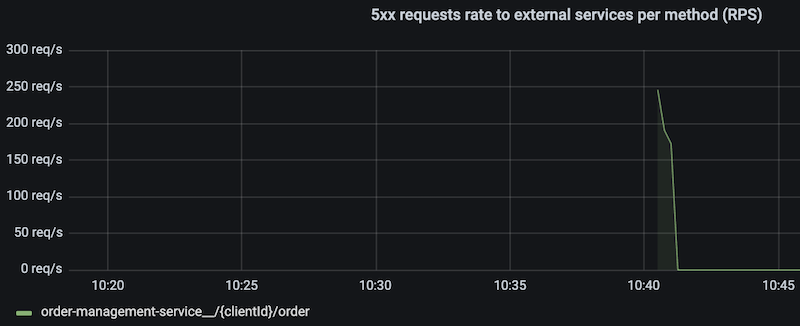 5xx requests rate to external services per method (RPS)
300 req/s
250 req/s
200 req/s
150 req/s
100 req/s
50 req/s
0 req/s
10:20 10:25 10:30 10:35 10:40 10:45
order-management-service__/{clientId}/order